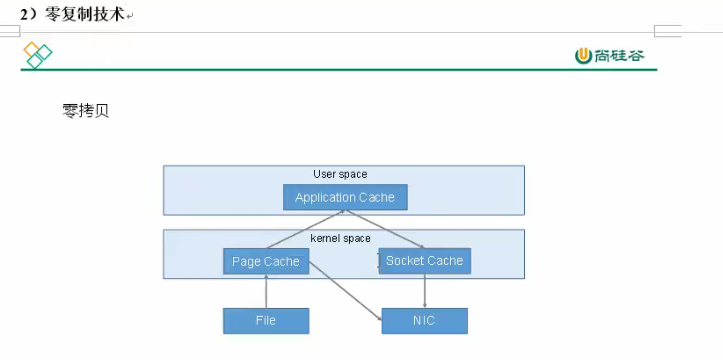 2）零复制技术
尚硅谷
零拷贝
User space
Application Cache
kernel space
Page Cache
Socket Cache
File
NIC